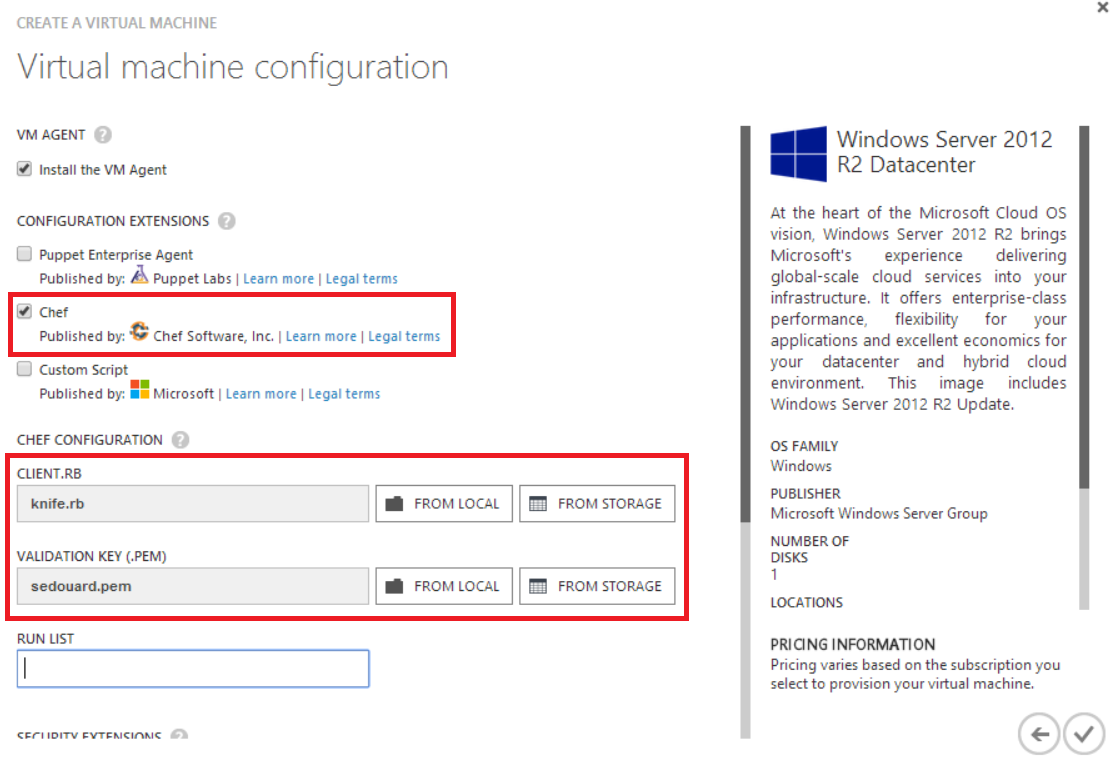 CREATE A VIRTUAL MACHINE
Virtual machine configuration
VM AGENT
Install the VM Agent
CONFIGURATION EXTENSIONS
Puppet Enterprise Agent
Published by: Puppet Labs | Learn more | Legal terms
Chef
Published by: Chef Software, Inc. | Learn more | Legal terms
Custom Script
Published by: Microsoft | Learn more | Legal terms
CHEF CONFIGURATION
CLIENT.RB
knife.rb FROM LOCAL FROM STORAGE
VALIDATION KEY (.PEM)
sedouard.pem FROM LOCAL FROM STORAGE
RUN LIST
SECURITY EXTENSIONS
Windows Server 2012
R2 Datacenter
At the heart of the Microsoft Cloud OS
vision, Windows Server 2012 R2 brings
Microsoft's experience delivering
global-scale cloud services into your
infrastructure. It offers enterprise-class
performance, flexibility for your
applications and excellent economics for
your datacenter and hybrid cloud
environment. This image includes
Windows Server 2012 R2 Update.
OS FAMILY
Windows
PUBLISHER
Microsoft Windows Server Group
NUMBER OF
DISKS
1
LOCATIONS
PRICING INFORMATION
Pricing varies based on the subscription you
select to provision your virtual machine.